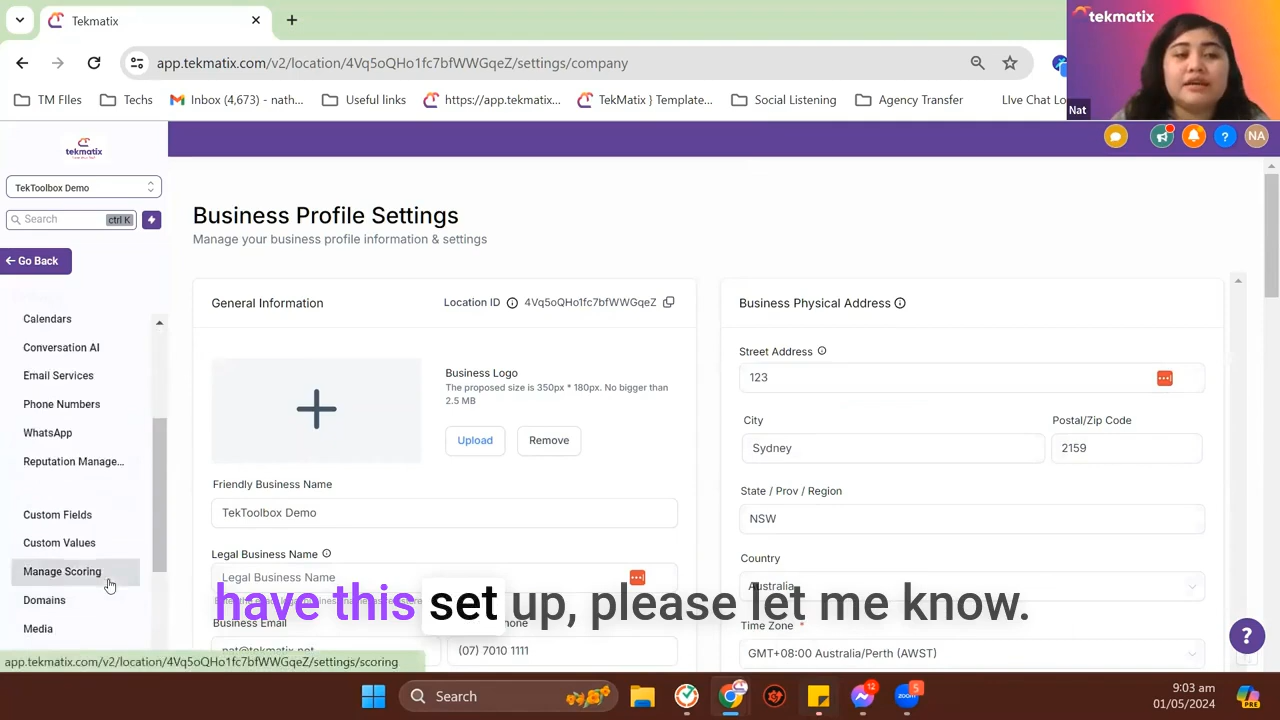 Tekmatix
app.tekmatix.com/v2/location/4Vq5oQHo1fc7bfWWGqeZ/settings/company
TM FIles
Techs
Inbox (4,673) - nath...
Useful links
https://app.tekmatix...
TekMatix } Template...
Social Listening
Agency Transfer
LIve Chat Lo
tekmatix
Nat
NA
tekmatix
TekToolbox Demo
Search
ctrl K
Go Back
Calendars
Conversation AI
Email Services
Phone Numbers
WhatsApp
Reputation Manage...
Custom Fields
Custom Values
Manage Scoring
Domains
Media
Business Profile Settings
Manage your business profile information & settings
General Information
Location ID
4Vq5oQHo1fc7bfWWGqeZ
Business Logo
The proposed size is 350px * 180px. No bigger than
2.5 MB
Upload
Remove
Friendly Business Name
TekToolbox Demo
Legal Business Name
Legal Business Name
Business Email
(07) 7010 1111
Business Physical Address
Street Address
123
City
Postal/Zip Code
Sydney
2159
State / Prov / Region
NSW
Country
Australia
Time Zone *
GMT+08:00 Australia/Perth (AWST)
have this set up, please let me know.
app.tekmatix.com/v2/location/4Vq5oQHo1fc7bfWWGqeZ/settings/scoring
?
Search
12
5
9:03 am
01/05/2024
PRE